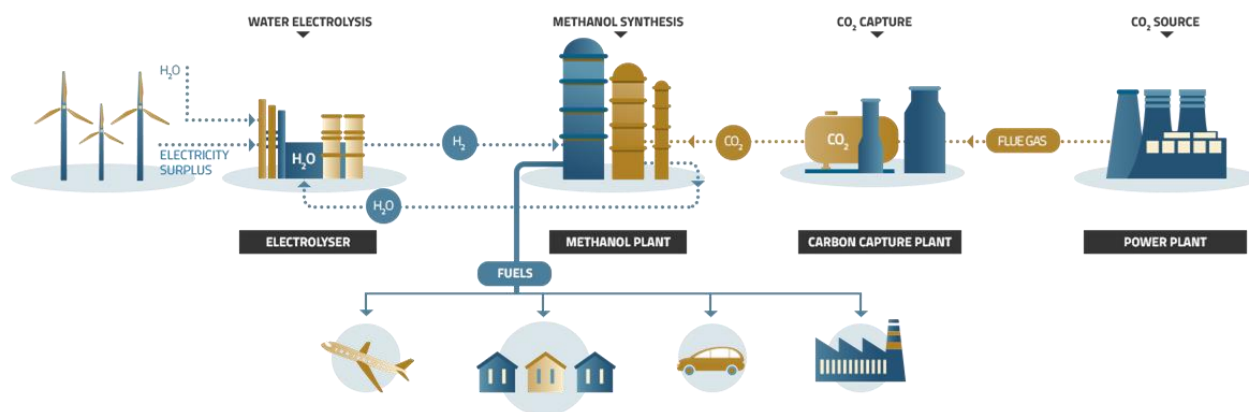 WATER ELECTROLYSIS
METHANOL SYNTHESIS
CO₂ CAPTURE
CO₂ SOURCE
H₂O
ELECTRICITY
SURPLUS
H₂O
H₂
CO₂
CO₂
FLUE GAS
H₂O
ELECTROLYSER
METHANOL PLANT
CARBON CAPTURE PLANT
POWER PLANT
FUELS